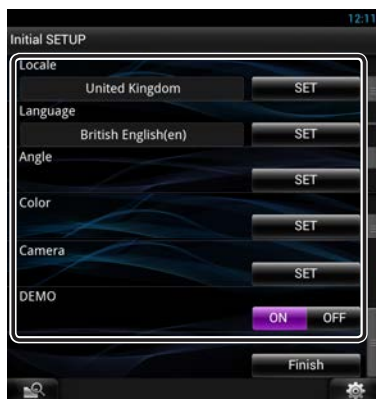 12:11
Initial SETUP
Locale
United Kingdom SET
Language
British English(en) SET
Angle
SET
Color
SET
Camera
SET
DEMO
ON OFF
Finish